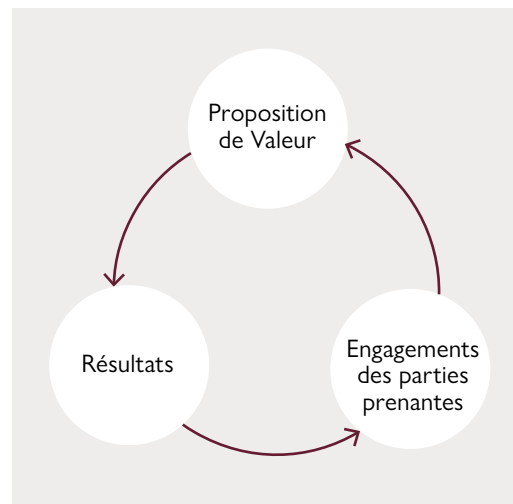 Proposition
de Valeur
Résultats
Engagements
des parties
prenantes